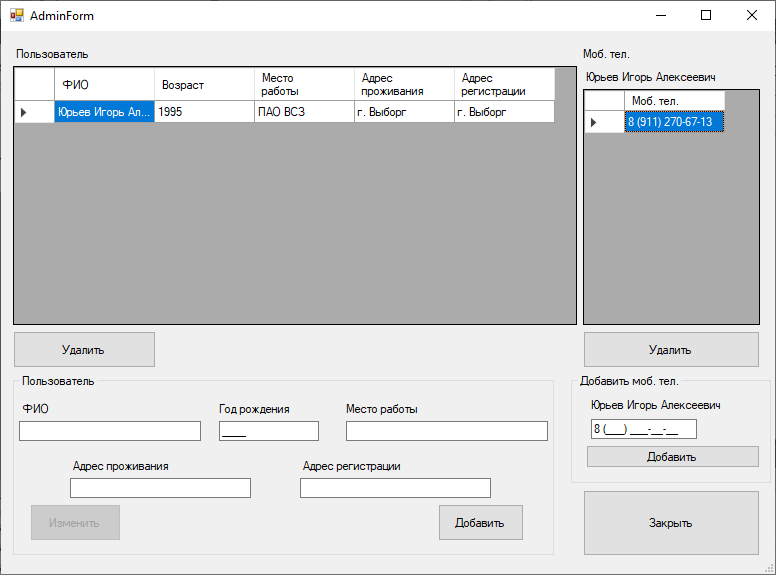 AdminForm
Пользователь
Моб. тел.
Юрьев Игорь Алексеевич
ФИО
Возраст
Место
работы
Адрес
проживания
Адрес
регистрации
Юрьев Игорь Ал...
1995
ПАО ВСЗ
г. Выборг
г. Выборг
Моб. тел.
8 (911) 270-67-13
Удалить
Удалить
Пользователь
ФИО
Год рождения
Место работы
____
Адрес проживания
Адрес регистрации
Изменить
Добавить
Добавить моб. тел.
Юрьев Игорь Алексеевич
8 (___) ___-__-__
Добавить
Закрыть